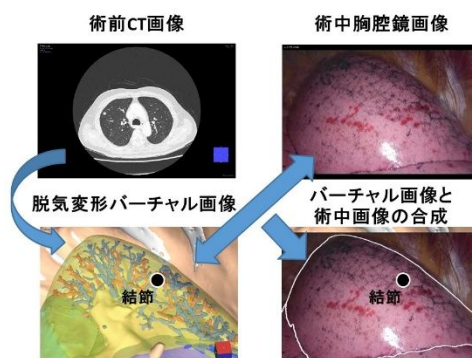 術前CT画像
術中胸腔鏡画像
脱気変形バーチャル画像
バーチャル画像と
術中画像の合成
結節
結節